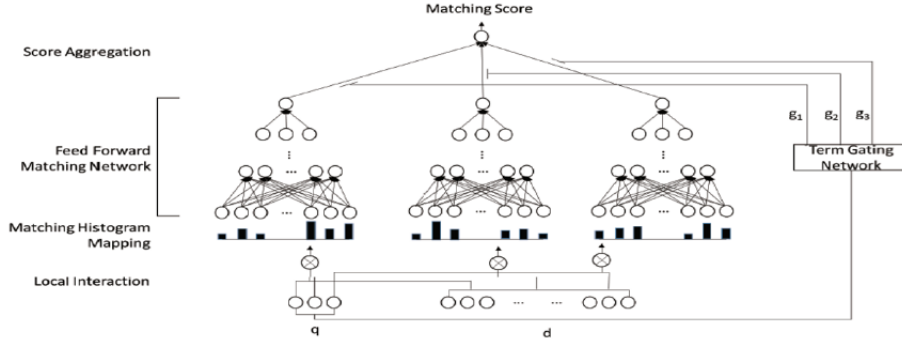 Matching Score
Score Aggregation
g1
g2
g3
Feed Forward
Matching Network
...
...
...
Term Gating
Network
...
...
...
...
...
...
Matching Histogram
Mapping
Local Interaction
... ...
q
d